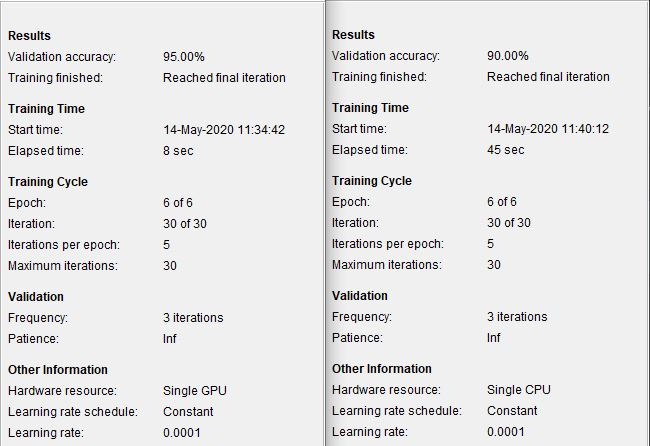 Results
Validation accuracy: 95.00%
Training finished: Reached final iteration
Training Time
Start time: 14-May-2020 11:34:42
Elapsed time: 8 sec
Training Cycle
Epoch: 6 of 6
Iteration: 30 of 30
Iterations per epoch: 5
Maximum iterations: 30
Validation
Frequency: 3 iterations
Patience: Inf
Other Information
Hardware resource: Single GPU
Learning rate schedule: Constant
Learning rate: 0.0001
Results
Validation accuracy: 90.00%
Training finished: Reached final iteration
Training Time
Start time: 14-May-2020 11:40:12
Elapsed time: 45 sec
Training Cycle
Epoch: 6 of 6
Iteration: 30 of 30
Iterations per epoch: 5
Maximum iterations: 30
Validation
Frequency: 3 iterations
Patience: Inf
Other Information
Hardware resource: Single CPU
Learning rate schedule: Constant
Learning rate: 0.0001